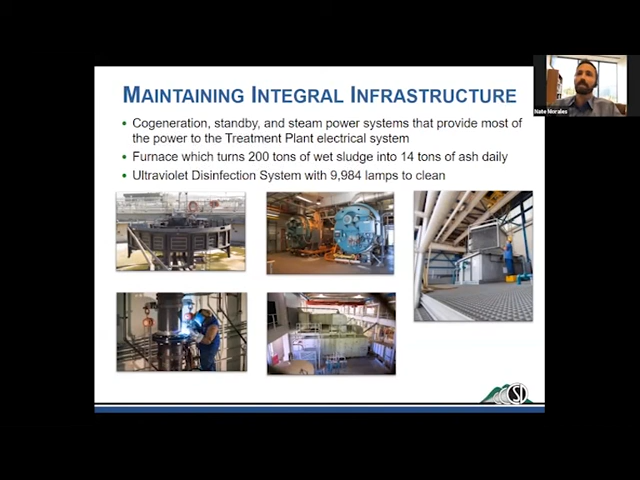 MAINTAINING INTEGRAL INFRASTRUCTURE
• Cogeneration, standby, and steam power systems that provide most of
the power to the Treatment Plant electrical system
• Furnace which turns 200 tons of wet sludge into 14 tons of ash daily
• Ultraviolet Disinfection System with 9,984 lamps to clean
Nate Morales